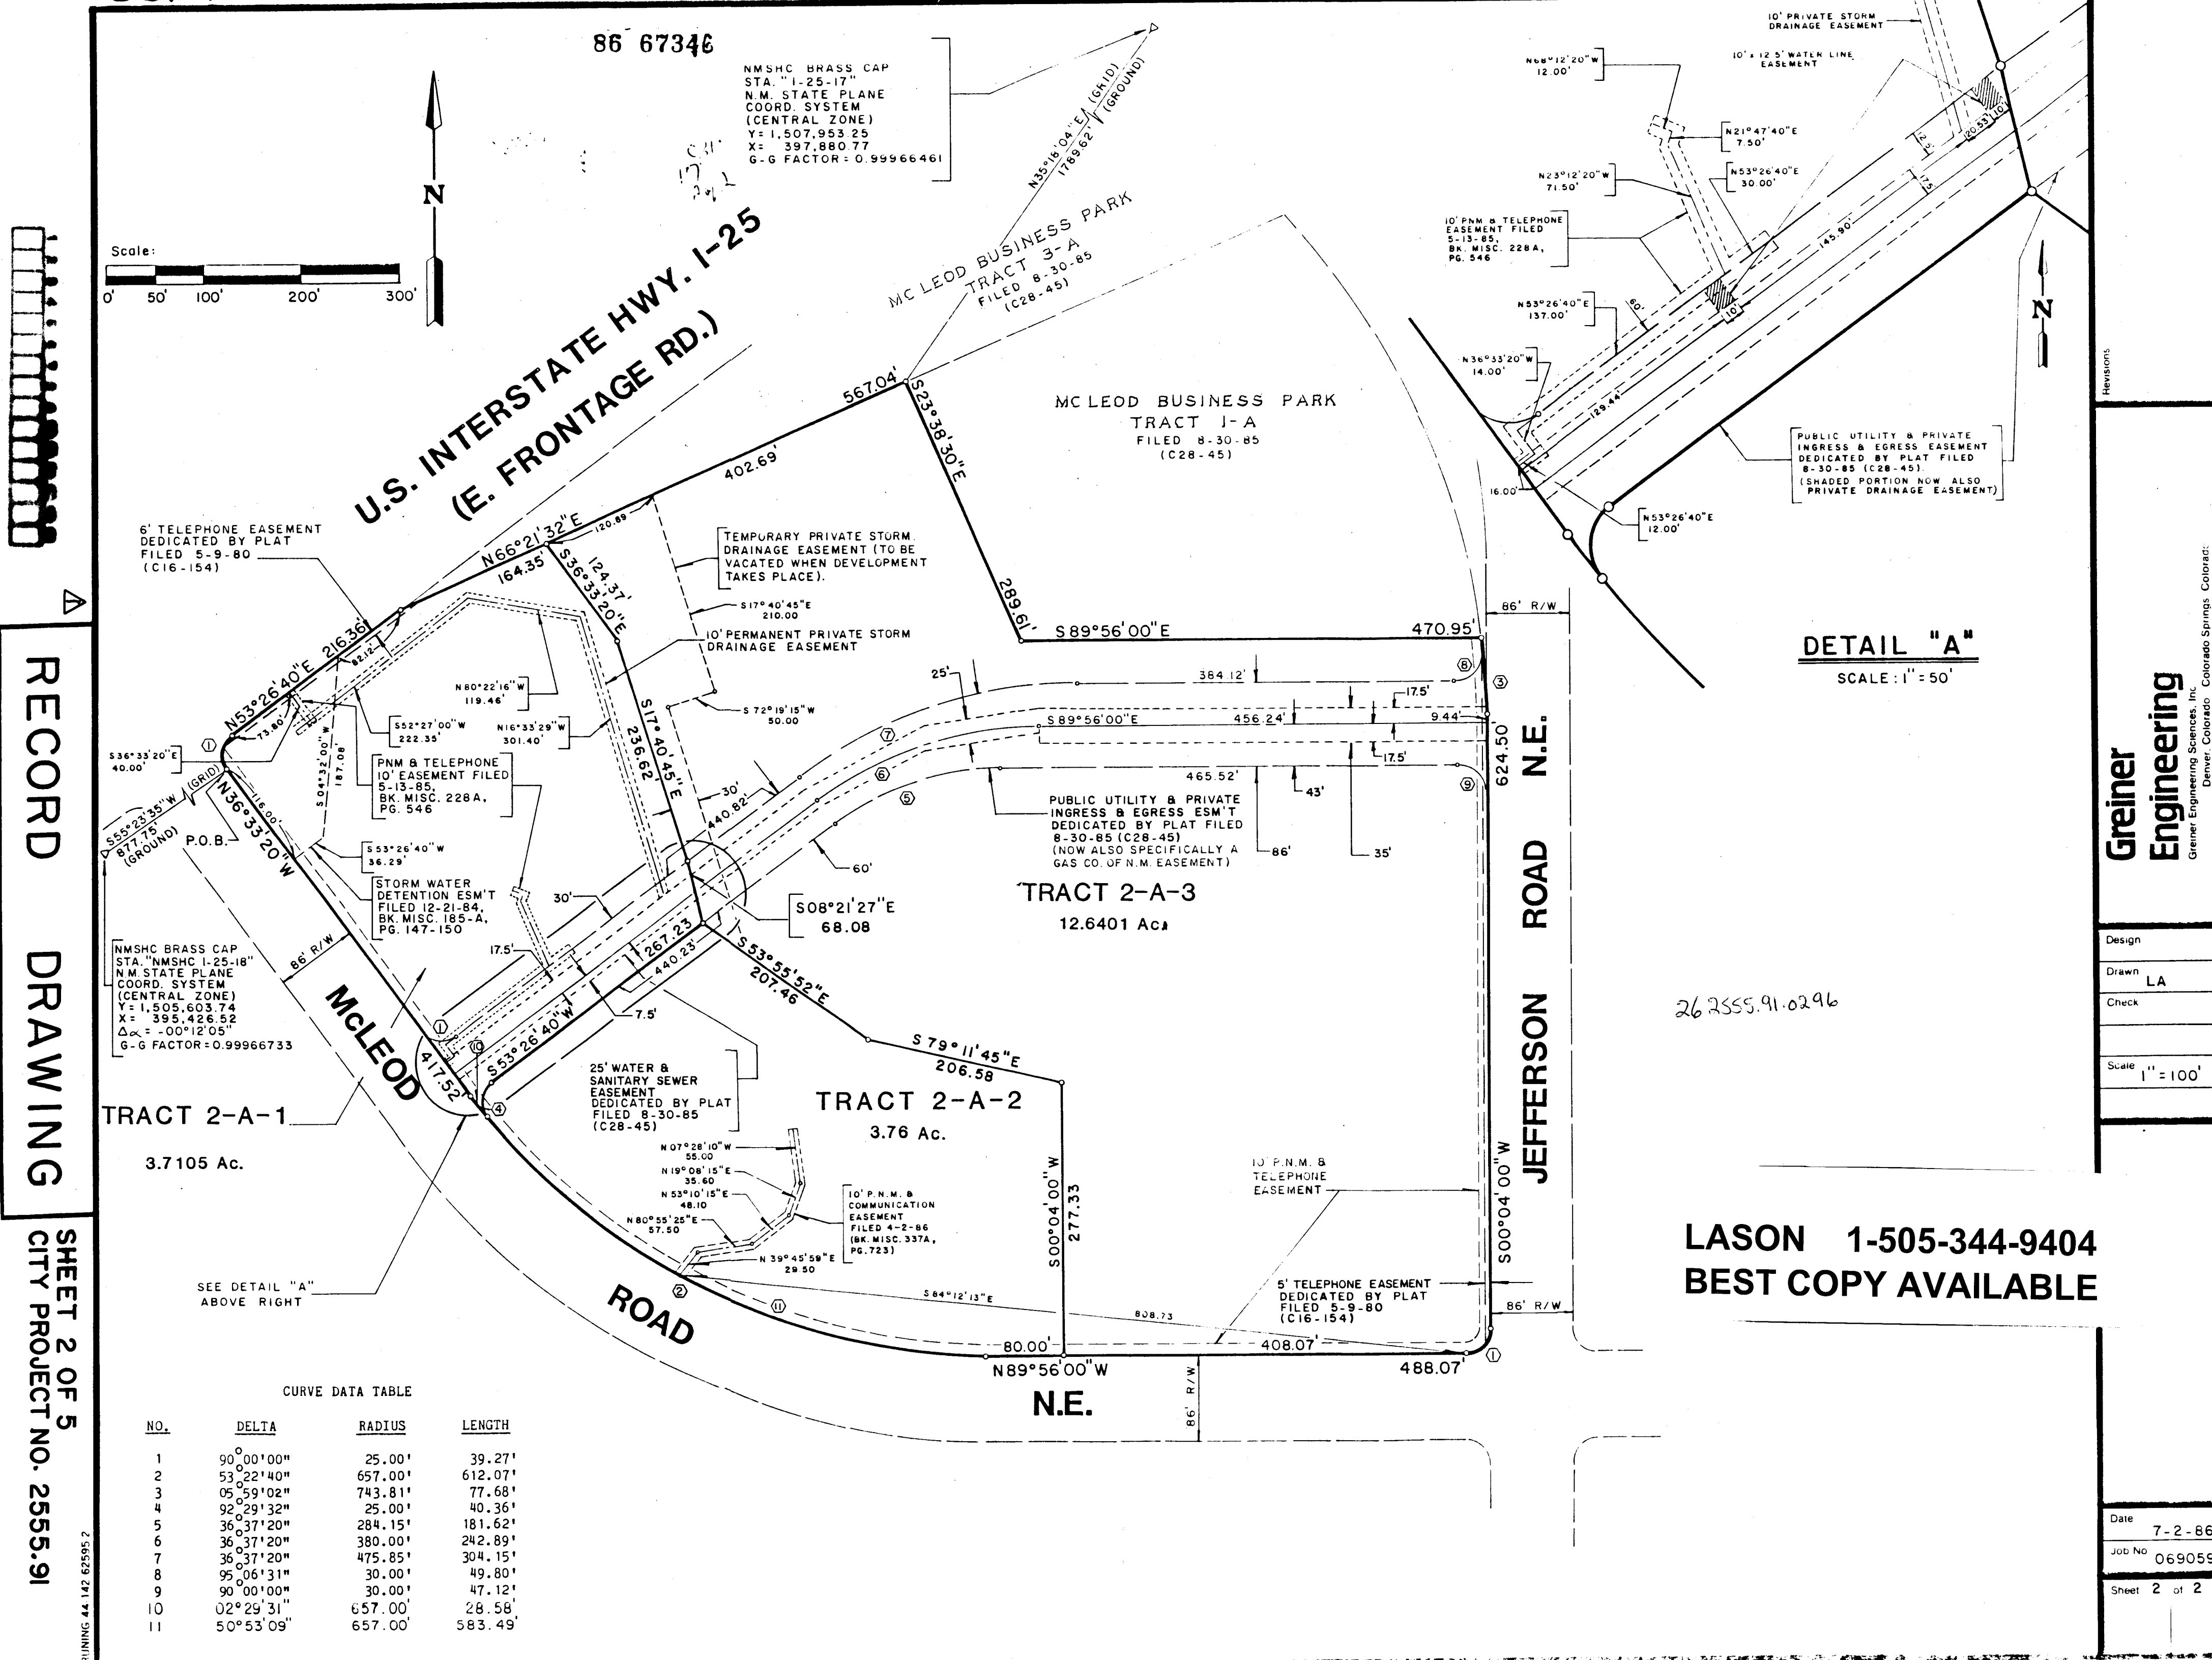 86 67346
NMSHC BRASS CAP
STA. "I-25-17"
N.M. STATE PLANE
COORD. SYSTEM
(CENTRAL ZONE)
Y= 1,507,953.25
X= 397,880.77
G-G FACTOR = 0.99966461
N35°18'04"E (GRID)
1789.62' (GROUND)
N
Scale:
0' 50' 100' 200' 300'
U.S. INTERSTATE HWY. I-25
(E. FRONTAGE RD.)
MC LEOD BUSINESS PARK
TRACT 3-A
FILED 8-30-85
(C28-45)
MC LEOD BUSINESS PARK
TRACT 1-A
FILED 8-30-85
(C28-45)
567.04'
402.69'
S23°38'30"E
289.61'
N66°21'32"E
164.35'
120.89
S36°33'20"E
124.37'
6' TELEPHONE EASEMENT
DEDICATED BY PLAT
FILED 5-9-80
(C16-154)
TEMPORARY PRIVATE STORM
DRAINAGE EASEMENT (TO BE
VACATED WHEN DEVELOPMENT
TAKES PLACE).
S17°40'45"E
210.00
10' PERMANENT PRIVATE STORM
DRAINAGE EASEMENT
S72°19'15"W
50.00
S17°40'45"E
236.62
N53°26'40"E 216.36'
82.12
73.80'
N80°22'16"W
119.46'
S52°27'00"W
222.35'
N16°33'29"W
301.40'
S36°33'20"E
40.00'
S04°32'00"W
187.08'
PNM & TELEPHONE
10' EASEMENT FILED
5-13-85,
BK. MISC. 228A,
PG. 546
S55°23'35"W (GRID)
877.75'
(GROUND)
P.O.B.
116.00'
N36°33'20"W
S53°26'40"W
36.29'
STORM WATER
DETENTION ESM'T
FILED 12-21-84,
BK. MISC. 185-A,
PG. 147-150
NMSHC BRASS CAP
STA. "NMSHC I-25-18"
N.M. STATE PLANE
COORD. SYSTEM
(CENTRAL ZONE)
Y= 1,505,603.74
X= 395,426.52
Δ∝ = -00°12'05"
G-G FACTOR = 0.99966733
86' R/W
McLEOD
417.52'
TRACT 2-A-1
3.7105 Ac.
SEE DETAIL "A"
ABOVE RIGHT
S89°56'00"E 470.95'
86' R/W
25'
384.12'
17.5'
S89°56'00"E 456.24' 9.44'
17.5'
465.52'
43'
86'
35'
PUBLIC UTILITY & PRIVATE
INGRESS & EGRESS ESM'T
DEDICATED BY PLAT FILED
8-30-85 (C28-45)
(NOW ALSO SPECIFICALLY A
GAS CO. OF N.M. EASEMENT)
30'
440.82'
60'
30'
17.5'
S08°21'27"E
68.08
267.23
440.23'
S53°26'40"W
7.5'
S53°55'52"E
207.46
S79°11'45"E
206.58
TRACT 2-A-3
12.6401 Ac.
TRACT 2-A-2
3.76 Ac.
25' WATER &
SANITARY SEWER
EASEMENT
DEDICATED BY PLAT
FILED 8-30-85
(C28-45)
N07°28'10"W
55.00
N19°08'15"E
35.60
N53°10'15"E
48.10
N80°55'25"E
57.50
N39°45'59"E
29.50
10' P.N.M. &
COMMUNICATION
EASEMENT
FILED 4-2-86
(BK. MISC. 337A,
PG. 723)
S84°12'13"E
808.73
S00°04'00"W
277.33
10' P.N.M. &
TELEPHONE
EASEMENT
5' TELEPHONE EASEMENT
DEDICATED BY PLAT
FILED 5-9-80
(C16-154)
624.50
S00°04'00"W
JEFFERSON ROAD N.E.
86' R/W
80.00'
408.07'
N89°56'00"W
488.07'
86' R/W
ROAD
N.E.
N68°12'20"W
12.00'
10' PRIVATE STORM
DRAINAGE EASEMENT
10' x 12.5' WATER LINE
EASEMENT
N21°47'40"E
7.50'
N23°12'20"W
71.50'
N53°26'40"E
30.00'
10' PNM & TELEPHONE
EASEMENT FILED
5-13-85,
BK. MISC. 228A,
PG. 546
12.5'
20.53'
10'
17.5'
145.90'
N53°26'40"E
137.00'
60'
10'
N36°33'20"W
14.00'
129.44'
16.00'
N53°26'40"E
12.00'
PUBLIC UTILITY & PRIVATE
INGRESS & EGRESS EASEMENT
DEDICATED BY PLAT FILED
8-30-85 (C28-45)
(SHADED PORTION NOW ALSO
PRIVATE DRAINAGE EASEMENT)
N
DETAIL "A"
SCALE: 1" = 50'
26.2555.91.0296
LASON 1-505-344-9404
BEST COPY AVAILABLE
CURVE DATA TABLE
NO. DELTA RADIUS LENGTH
1 90°00'00" 25.00' 39.27'
2 53°22'40" 657.00' 612.07'
3 05°59'02" 743.81' 77.68'
4 92°29'32" 25.00' 40.36'
5 36°37'20" 284.15' 181.62'
6 36°37'20" 380.00' 242.89'
7 36°37'20" 475.85' 304.15'
8 95°06'31" 30.00' 49.80'
9 90°00'00" 30.00' 47.12'
10 02°29'31" 657.00' 28.58'
11 50°53'09" 657.00' 583.49'
RECORD DRAWING
SHEET 2 OF 5
CITY PROJECT NO. 2555.91
Revisions
Greiner
Engineering
Greiner Engineering Sciences, Inc.
Denver, Colorado Colorado Springs, Colorado
Design
Drawn LA
Check
Scale 1"=100'
Date 7-2-86
Job No 069059
Sheet 2 of 2